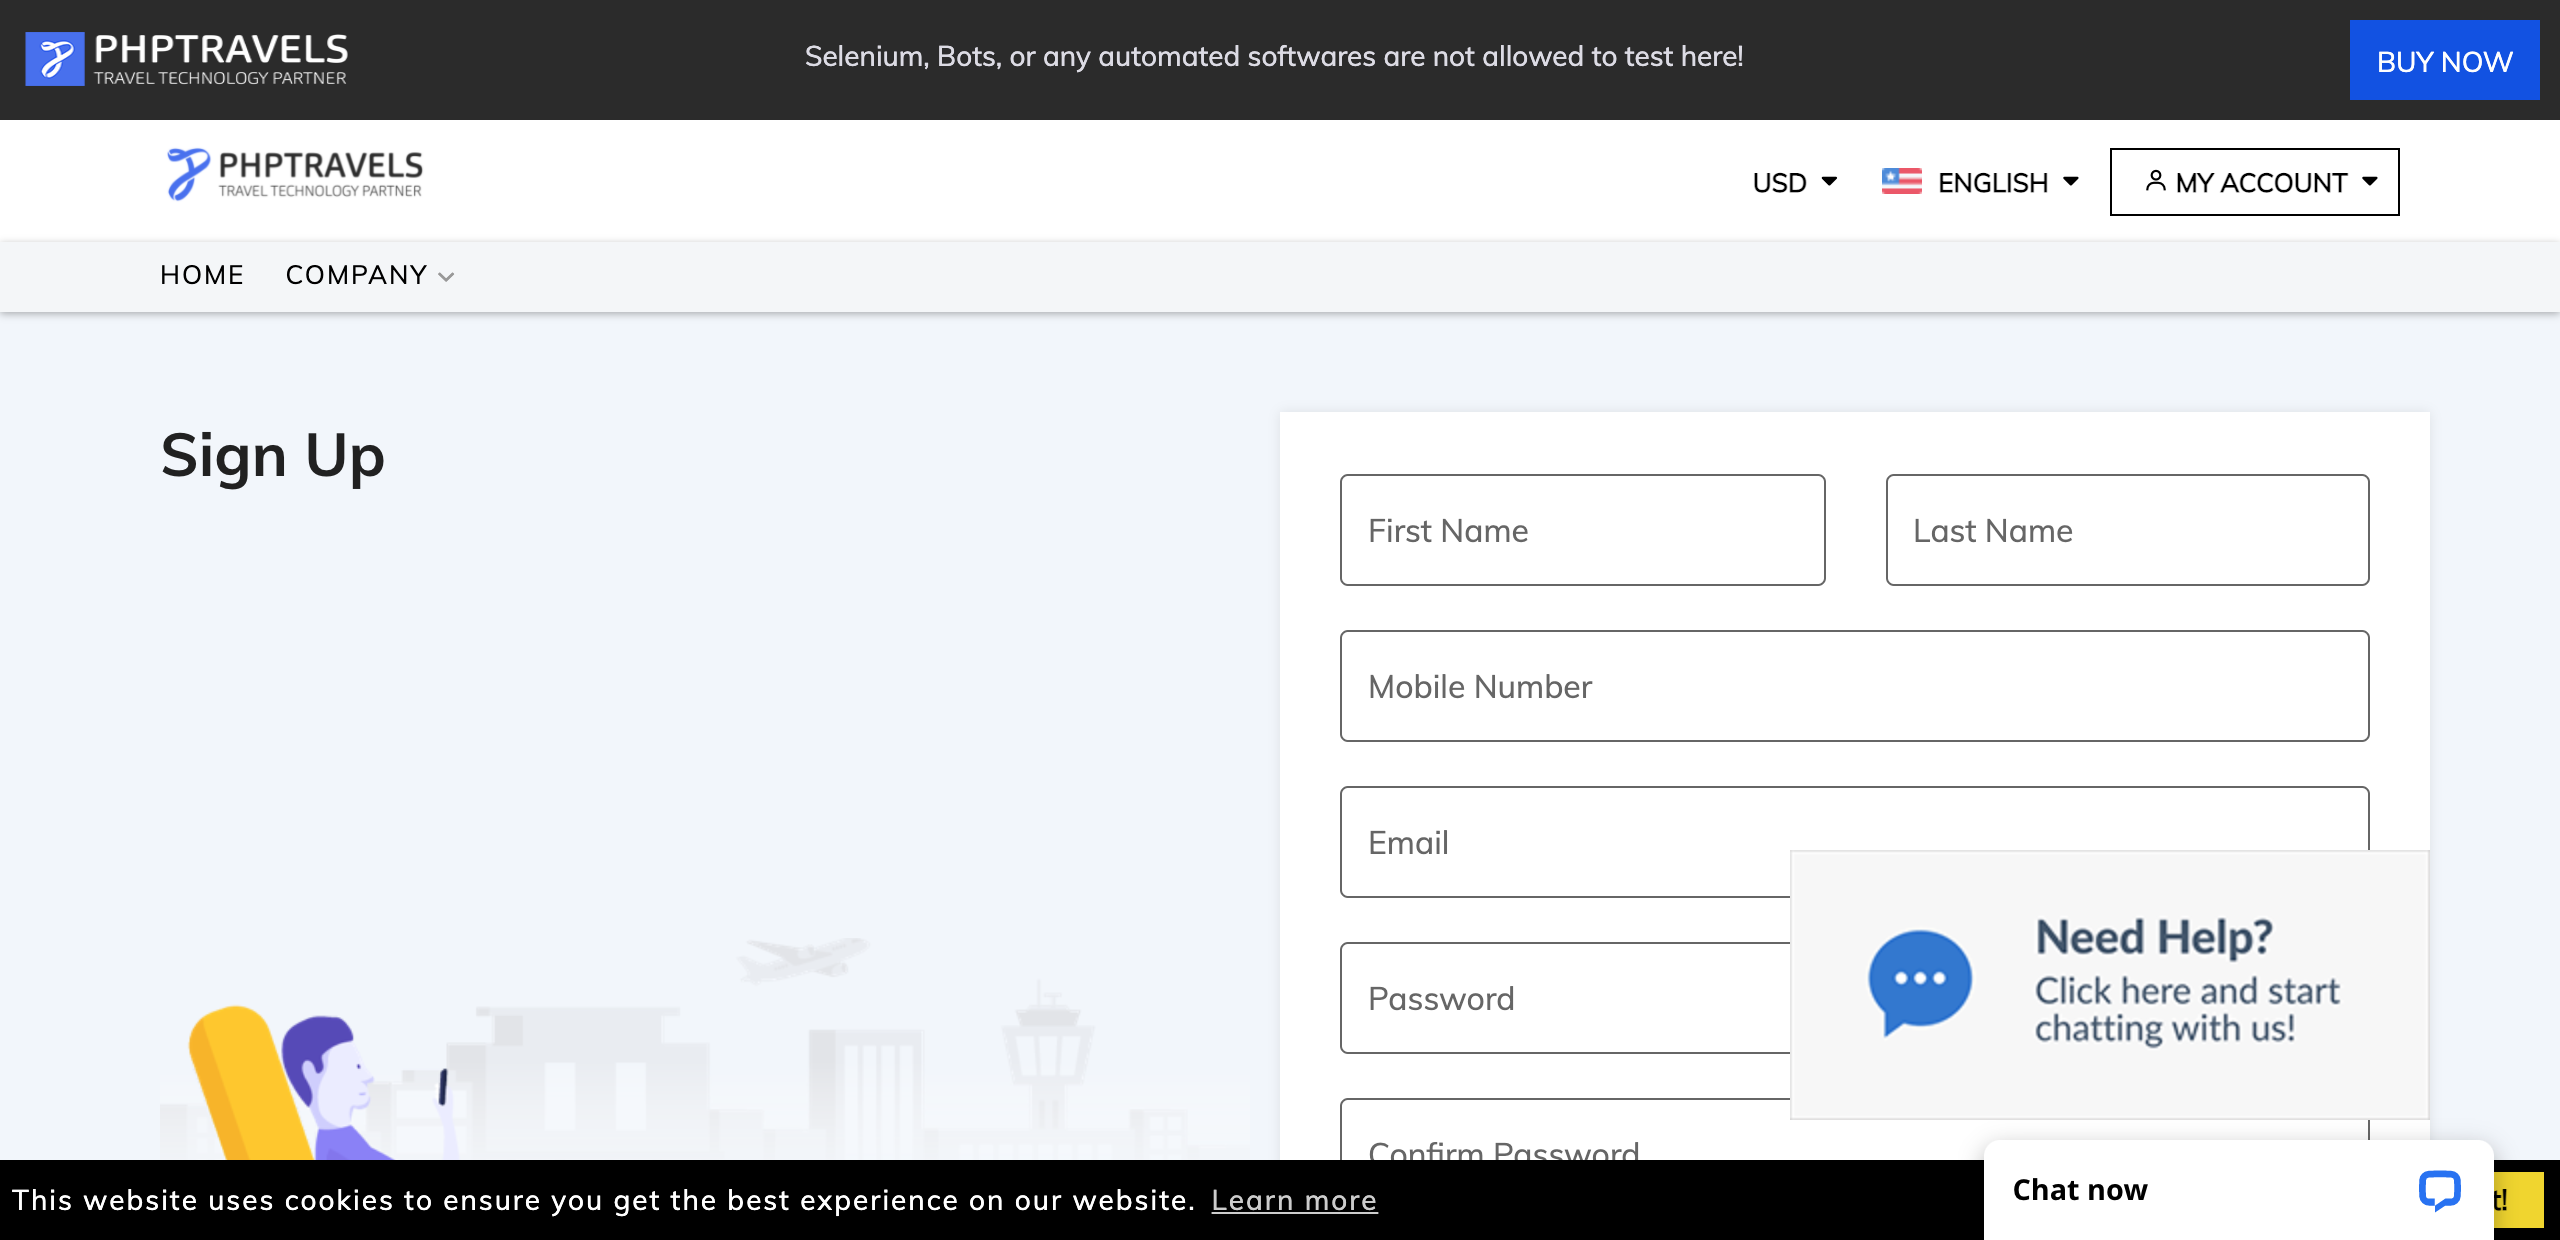 PHPTRAVELS
TRAVEL TECHNOLOGY PARTNER
Selenium, Bots, or any automated softwares are not allowed to test here!
BUY NOW
PHPTRAVELS
TRAVEL TECHNOLOGY PARTNER
USD
ENGLISH
MY ACCOUNT
HOME
COMPANY
Sign Up
First Name
Last Name
Mobile Number
Email
Password
Need Help?
Click here and start
chatting with us!
Confirm Password
This website uses cookies to ensure you get the best experience on our website. Learn more
Chat now